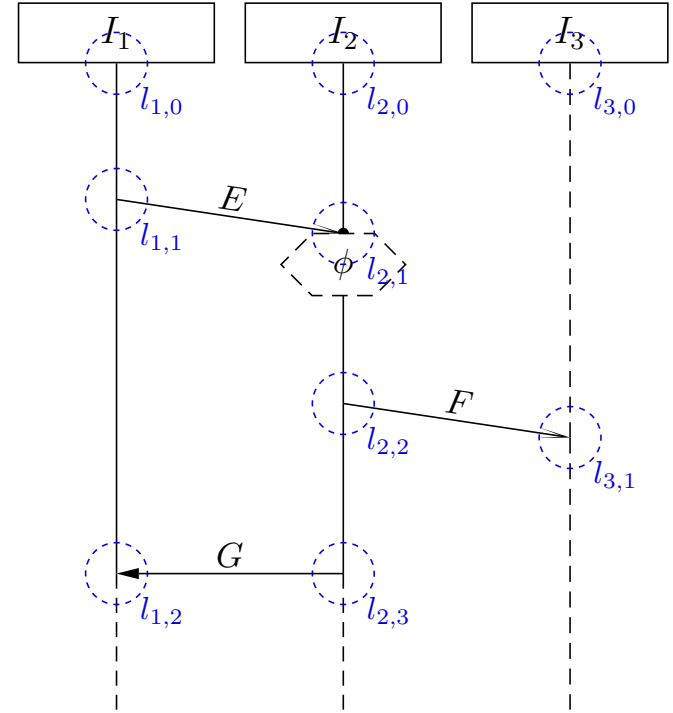 I₁ I₂ I₃
l₁,₀ l₂,₀ l₃,₀
E
l₁,₁
ϕ l₂,₁
F
l₂,₂
l₃,₁
G
l₁,₂ l₂,₃